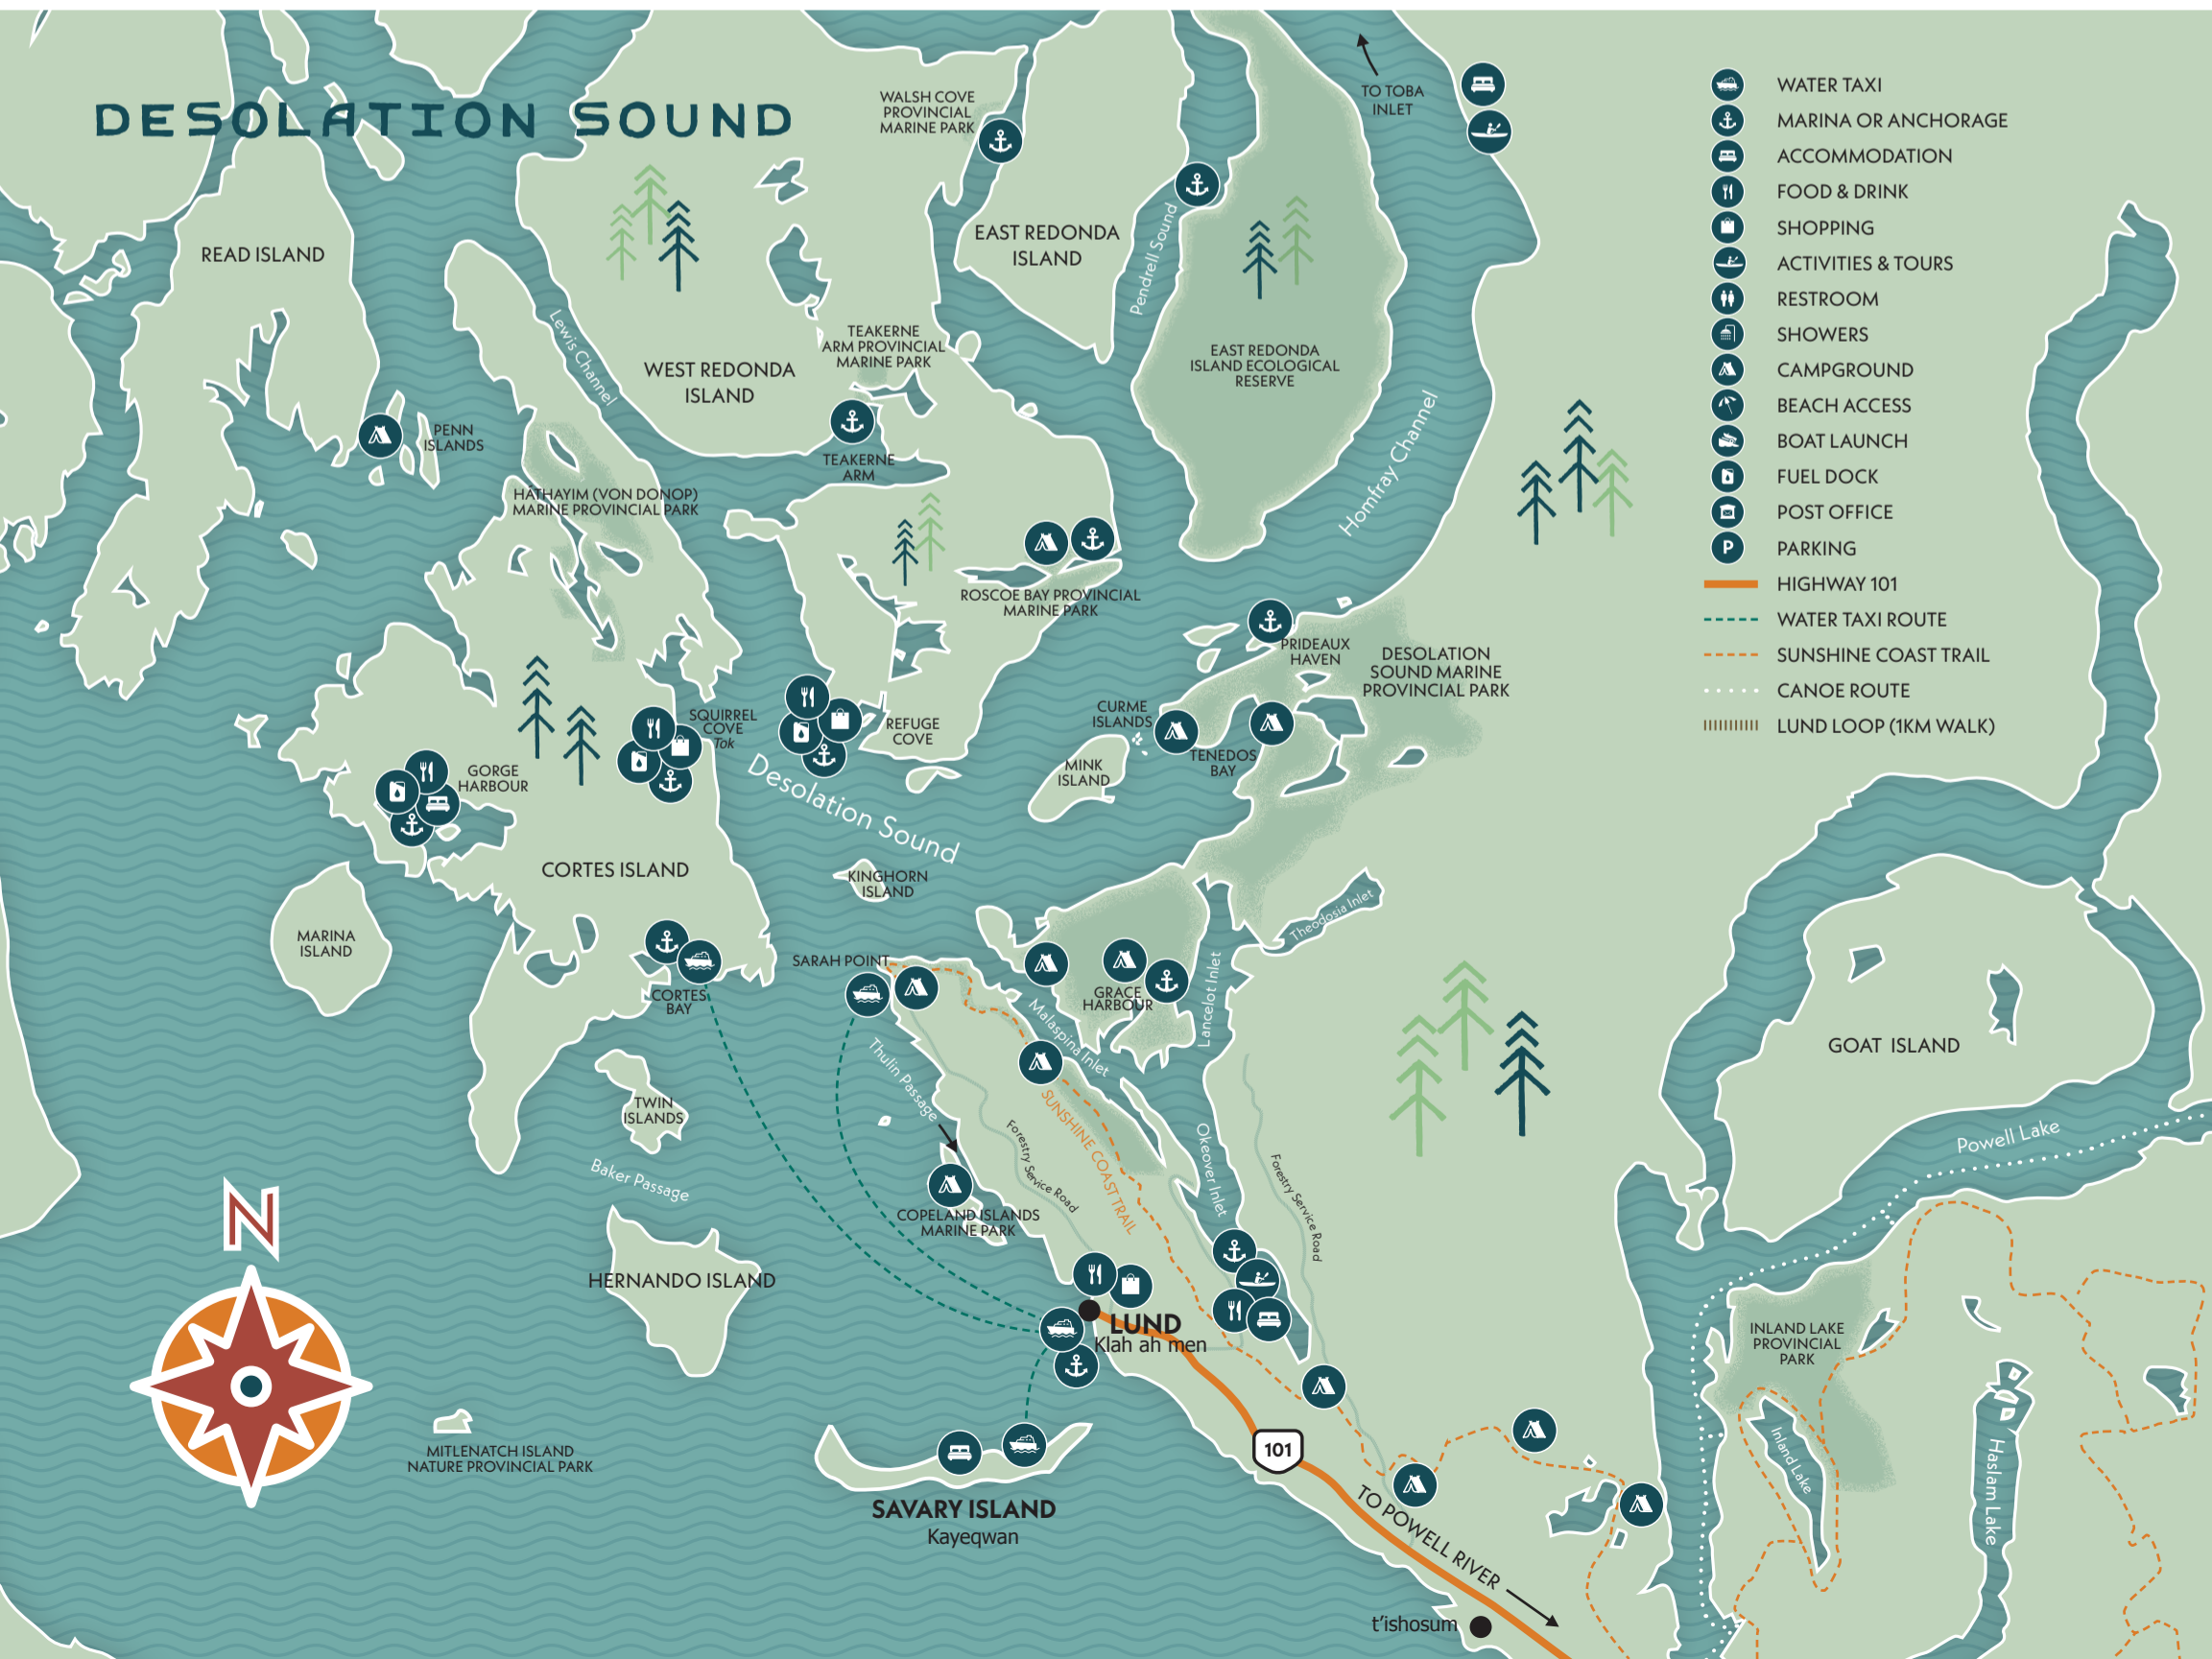 DESOLATION SOUND
WALSH COVE
PROVINCIAL
MARINE PARK
TO TOBA
INLET
READ ISLAND
EAST REDONDA
ISLAND
Pendrell Sound
EAST REDONDA
ISLAND ECOLOGICAL
RESERVE
Lewis Channel
WEST REDONDA
ISLAND
TEAKERNE
ARM PROVINCIAL
MARINE PARK
TEAKERNE
ARM
Homfray Channel
PENN
ISLANDS
HÁTHAYIM (VON DONOP)
MARINE PROVINCIAL PARK
ROSCOE BAY PROVINCIAL
MARINE PARK
PRIDEAUX
HAVEN
DESOLATION
SOUND MARINE
PROVINCIAL PARK
CURME
ISLANDS
TENEDOS
BAY
MINK
ISLAND
SQUIRREL
COVE
Tok
REFUGE
COVE
GORGE
HARBOUR
Desolation Sound
CORTES ISLAND
KINGHORN
ISLAND
MARINA
ISLAND
CORTES
BAY
SARAH POINT
GRACE
HARBOUR
Theodosia Inlet
Lancelot Inlet
Malaspina Inlet
Thulin Passage
TWIN
ISLANDS
Baker Passage
Forestry Service Road
SUNSHINE COAST TRAIL
Okeover Inlet
Forestry Service Road
COPELAND ISLANDS
MARINE PARK
HERNANDO ISLAND
LUND
Klah ah men
MITLENATCH ISLAND
NATURE PROVINCIAL PARK
SAVARY ISLAND
Kayeqwan
101
TO POWELL RIVER
t'ishosum
GOAT ISLAND
Powell Lake
INLAND LAKE
PROVINCIAL
PARK
Inland Lake
Haslam Lake
N
WATER TAXI
MARINA OR ANCHORAGE
ACCOMMODATION
FOOD & DRINK
SHOPPING
ACTIVITIES & TOURS
RESTROOM
SHOWERS
CAMPGROUND
BEACH ACCESS
BOAT LAUNCH
FUEL DOCK
POST OFFICE
P PARKING
HIGHWAY 101
WATER TAXI ROUTE
SUNSHINE COAST TRAIL
CANOE ROUTE
LUND LOOP (1KM WALK)